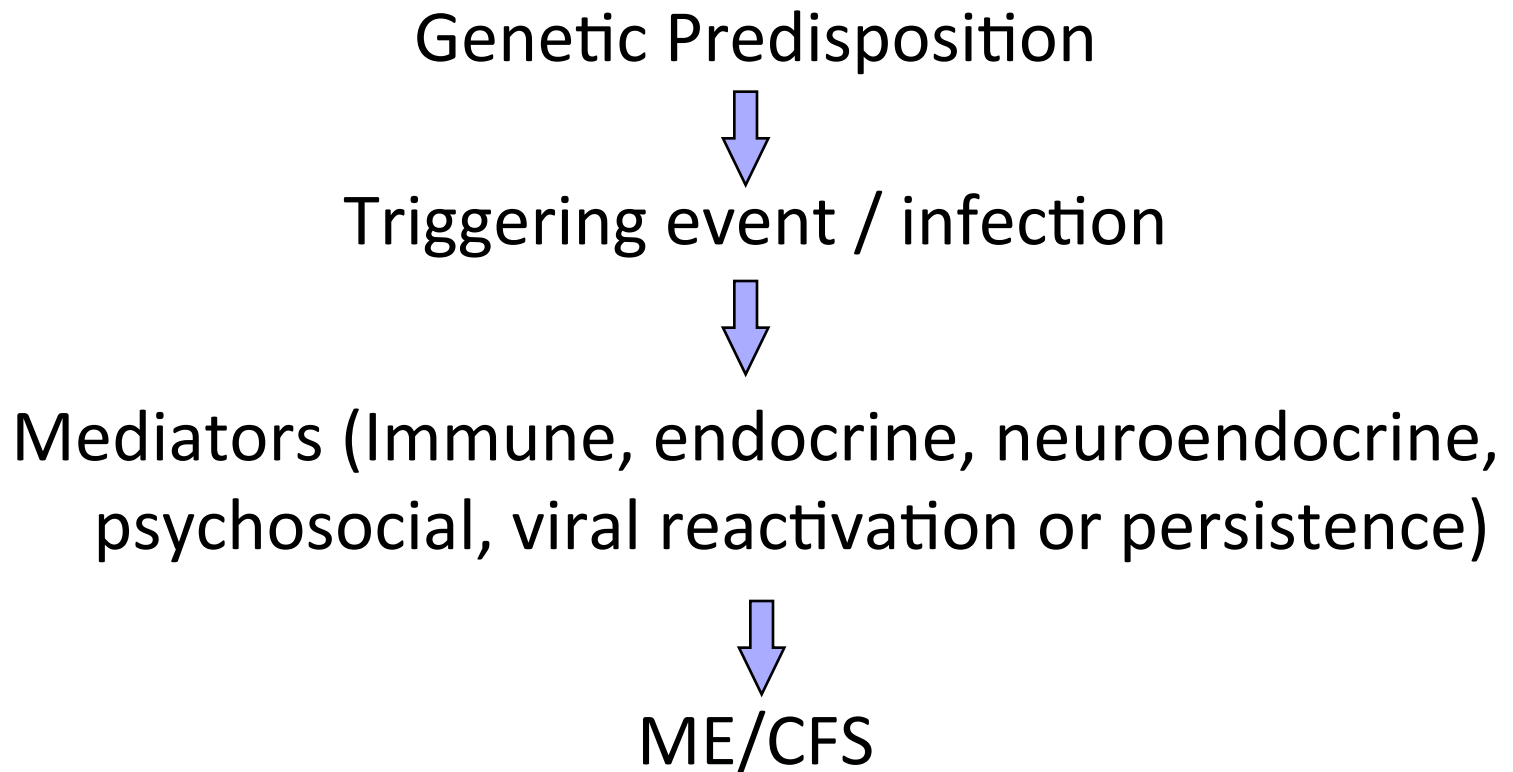 Genetic Predisposition
Triggering event / infection
Mediators (Immune, endocrine, neuroendocrine,
psychosocial, viral reactivation or persistence)
ME/CFS